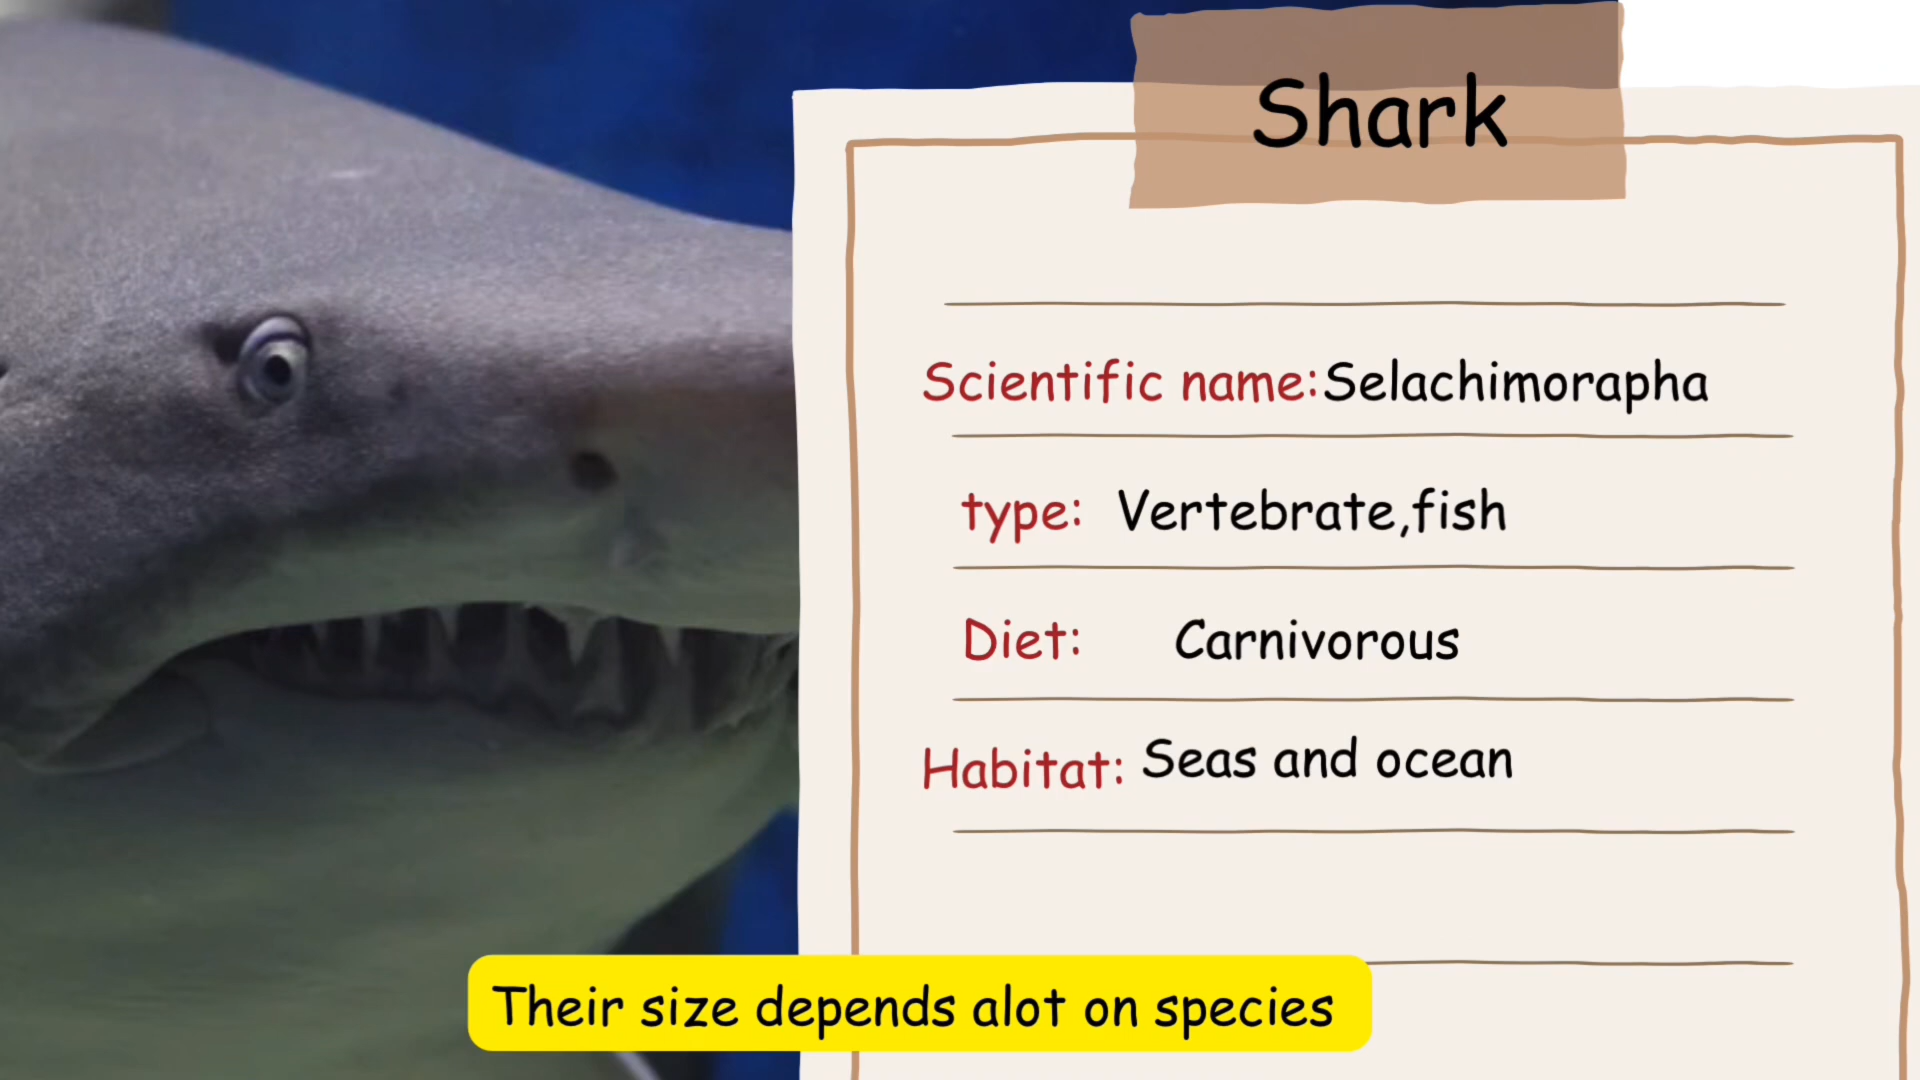 Shark
Scientific name:Selachimorapha
type: Vertebrate,fish
Diet: Carnivorous
Habitat: Seas and ocean
Their size depends alot on species